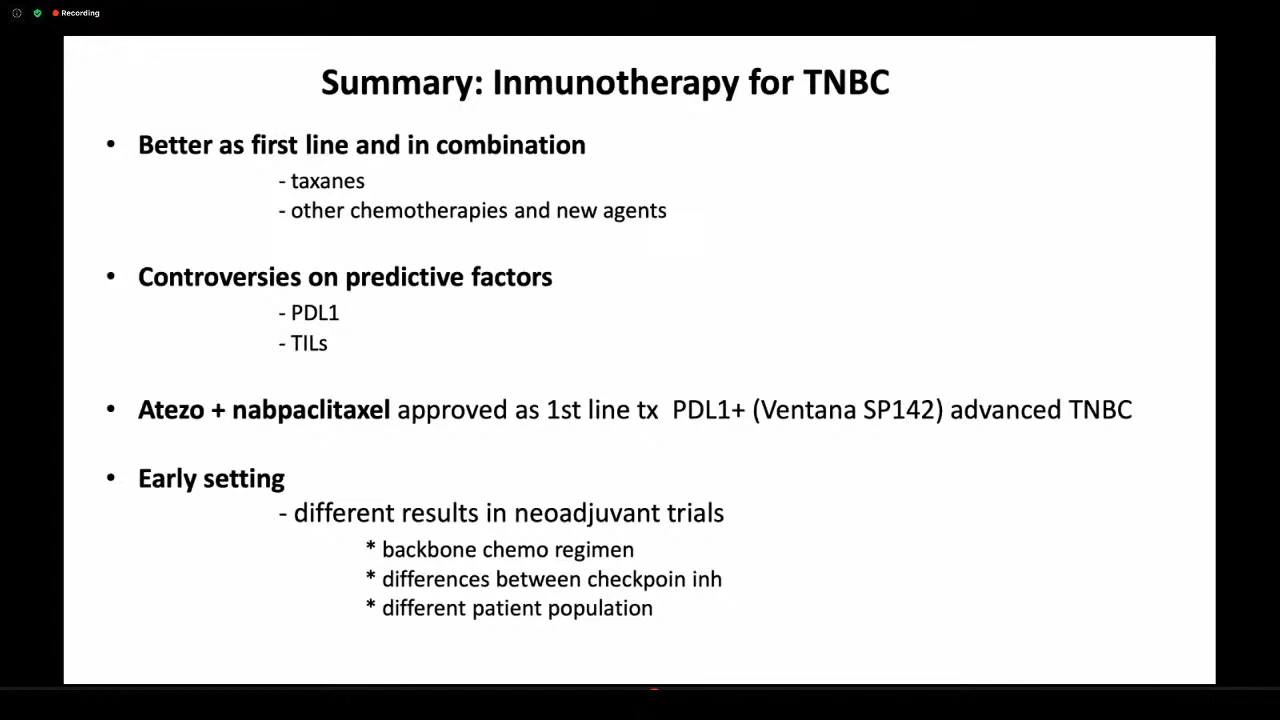 Recording
Summary: Inmunotherapy for TNBC
• Better as first line and in combination
- taxanes
- other chemotherapies and new agents
• Controversies on predictive factors
- PDL1
- TILs
• Atezo + nabpaclitaxel approved as 1st line tx PDL1+ (Ventana SP142) advanced TNBC
• Early setting
- different results in neoadjuvant trials
* backbone chemo regimen
* differences between checkpoin inh
* different patient population